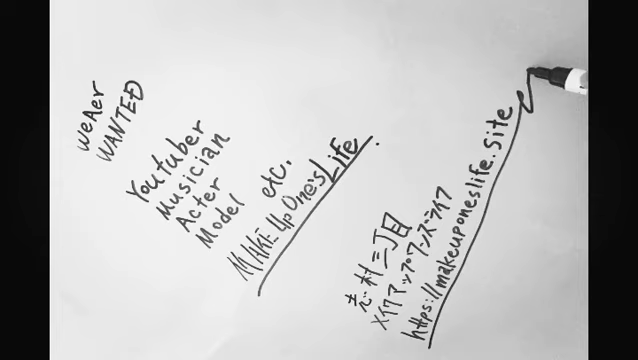 WeAer
WANTED
Youtuber
Musician
Acter
Model
etc.
MAKE Up One'sLife
志村三丁目
メイクアップワンズライフ
https://makeuponeslife.site